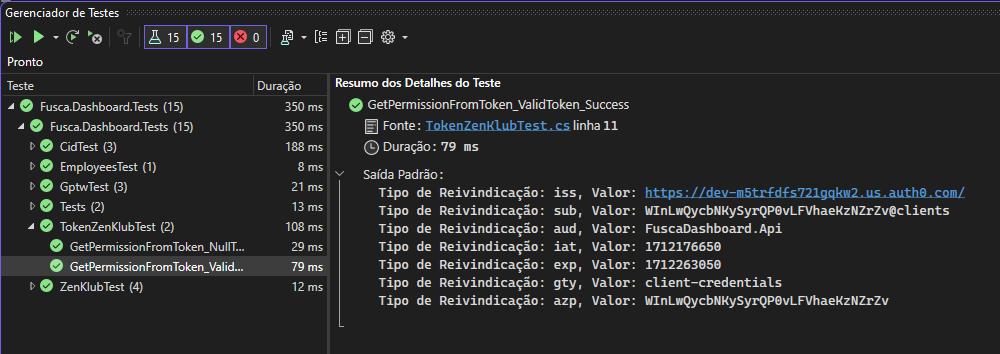 Gerenciador de Testes
15 15 0
Pronto
Teste Duração
Fusca.Dashboard.Tests (15) 350 ms
Fusca.Dashboard.Tests (15) 350 ms
CidTest (3) 188 ms
EmployeesTest (1) 8 ms
GptwTest (3) 21 ms
Tests (2) 13 ms
TokenZenKlubTest (2) 108 ms
GetPermissionFromToken_NullT... 29 ms
GetPermissionFromToken_Valid... 79 ms
ZenKlubTest (4) 12 ms
Resumo dos Detalhes do Teste
GetPermissionFromToken_ValidToken_Success
Fonte: TokenZenKlubTest.cs linha 11
Duração: 79 ms
Saída Padrão:
Tipo de Reivindicação: iss, Valor: https://dev-m5trfdfs721gqkw2.us.auth0.com/
Tipo de Reivindicação: sub, Valor: WInLwQycbNKySyrQP0vLFVhaeKzNZrZv@clients
Tipo de Reivindicação: aud, Valor: FuscaDashboard.Api
Tipo de Reivindicação: iat, Valor: 1712176650
Tipo de Reivindicação: exp, Valor: 1712263050
Tipo de Reivindicação: gty, Valor: client-credentials
Tipo de Reivindicação: azp, Valor: WInLwQycbNKySyrQP0vLFVhaeKzNZrZv